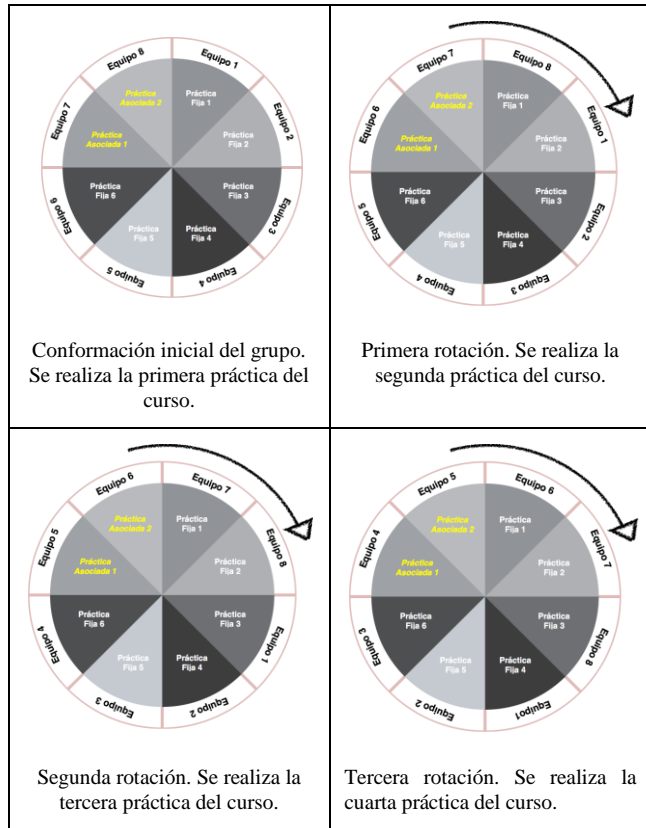 Equipo 8
Equipo 1
Equipo 7
Equipo 2
Equipo 6
Equipo 3
Equipo 5
Equipo 4
Práctica
Asociada 2
Práctica
Fija 1
Práctica
Asociada 1
Práctica
Fija 2
Práctica
Fija 6
Práctica
Fija 3
Práctica
Fija 5
Práctica
Fija 4
Conformación inicial del grupo.
Se realiza la primera práctica del
curso.
Equipo 7
Equipo 8
Equipo 6
Equipo 1
Equipo 5
Equipo 2
Equipo 4
Equipo 3
Práctica
Asociada 2
Práctica
Fija 1
Práctica
Asociada 1
Práctica
Fija 2
Práctica
Fija 6
Práctica
Fija 3
Práctica
Fija 5
Práctica
Fija 4
Primera rotación. Se realiza la
segunda práctica del curso.
Equipo 6
Equipo 7
Equipo 5
Equipo 8
Equipo 4
Equipo 1
Equipo 3
Equipo 2
Práctica
Asociada 2
Práctica
Fija 1
Práctica
Asociada 1
Práctica
Fija 2
Práctica
Fija 6
Práctica
Fija 3
Práctica
Fija 5
Práctica
Fija 4
Segunda rotación. Se realiza la
tercera práctica del curso.
Equipo 5
Equipo 6
Equipo 4
Equipo 7
Equipo 3
Equipo 8
Equipo 2
Equipo1
Práctica
Asociada 2
Práctica
Fija 1
Práctica
Asociada 1
Práctica
Fija 2
Práctica
Fija 6
Práctica
Fija 3
Práctica
Fija 5
Práctica
Fija 4
Tercera rotación. Se realiza la
cuarta práctica del curso.